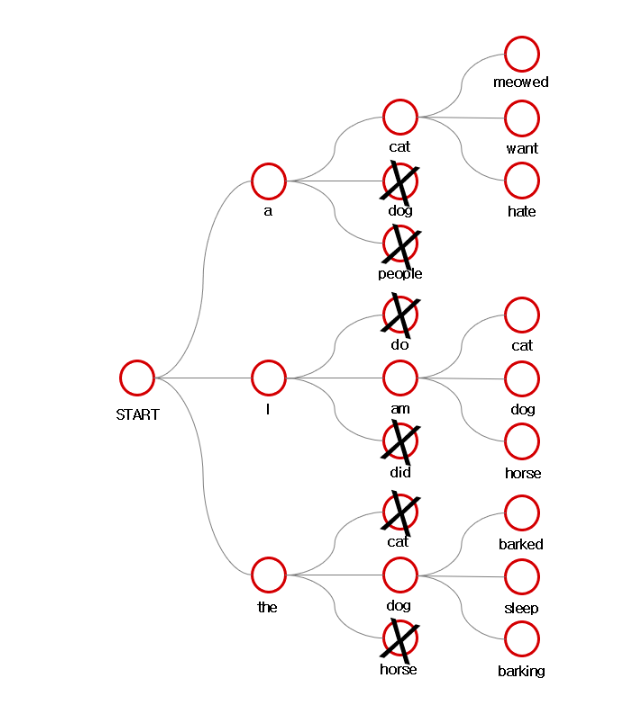 meowed
cat
want
a
dog
hate
people
do
cat
START
I
am
dog
did
horse
cat
barked
the
dog
sleep
horse
barking